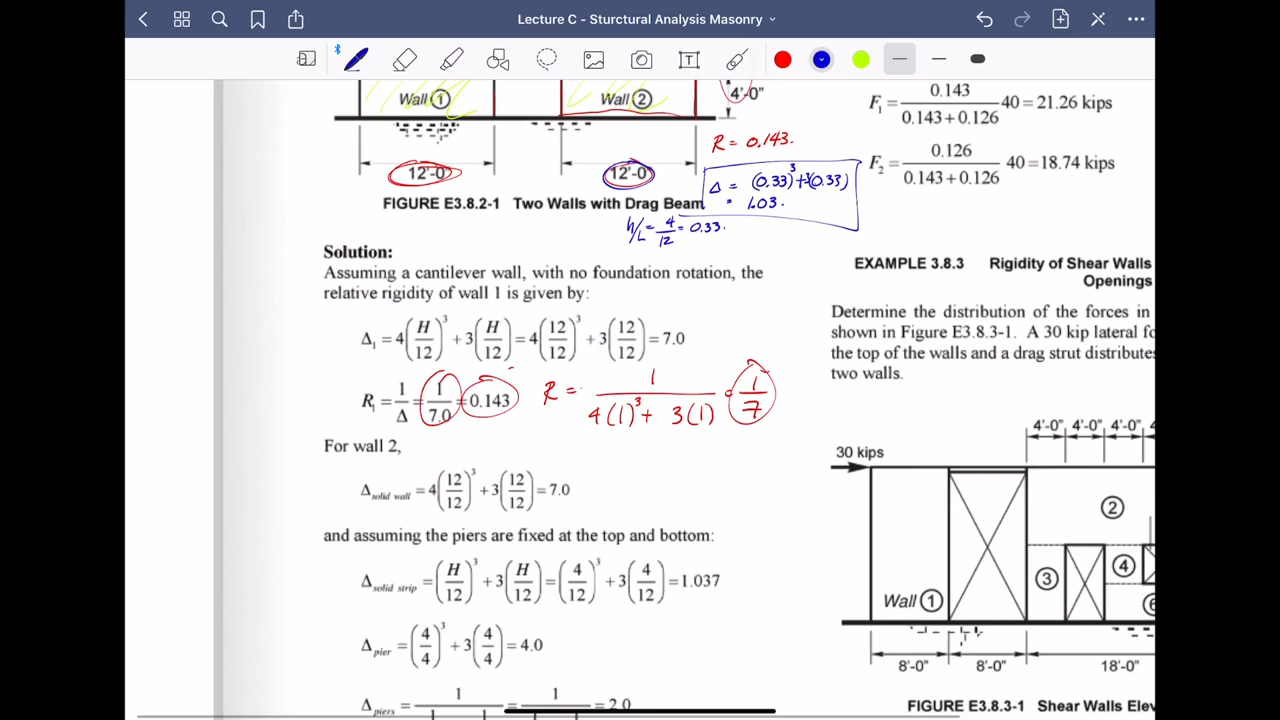 Lecture C - Sturctural Analysis Masonry
Wall ①
Wall ②
4'-0"
12'-0"
12'-0"
R = 0.143.
Δ = (0.33)³ + 3(0.33)
= 1.03.
h/L = 4/12 = 0.33.
FIGURE E3.8.2-1 Two Walls with Drag Beam
Solution:
Assuming a cantilever wall, with no foundation rotation, the
relative rigidity of wall 1 is given by:
Δ₁ = 4(H/12)³ + 3(H/12) = 4(12/12)³ + 3(12/12) = 7.0
R₁ = 1/Δ = 1/7.0 = 0.143
R = 1/(4(1)³ + 3(1)) = 1/7
For wall 2,
Δsolid wall = 4(12/12)³ + 3(12/12) = 7.0
and assuming the piers are fixed at the top and bottom:
Δsolid strip = (H/12)³ + 3(H/12) = (4/12)³ + 3(4/12) = 1.037
Δpier = (4/4)³ + 3(4/4) = 4.0
Δpiers = 1 = 1 = 2.0
F₁ = 0.143/(0.143+0.126) 40 = 21.26 kips
F₂ = 0.126/(0.143+0.126) 40 = 18.74 kips
EXAMPLE 3.8.3 Rigidity of Shear Walls
Openings
Determine the distribution of the forces in
shown in Figure E3.8.3-1. A 30 kip lateral fo
the top of the walls and a drag strut distributes
two walls.
4'-0" 4'-0" 4'-0"
30 kips
②
③
④
Wall ①
8'-0" 8'-0" 18'-0"
FIGURE E3.8.3-1 Shear Walls Elev